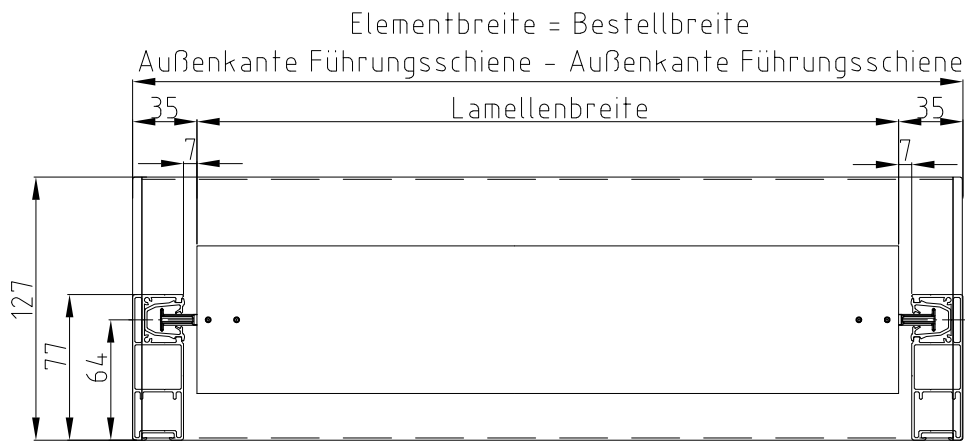 Elementbreite = Bestellbreite
Außenkante Führungsschiene - Außenkante Führungsschiene
35
Lamellenbreite
35
7
7
127
77
64